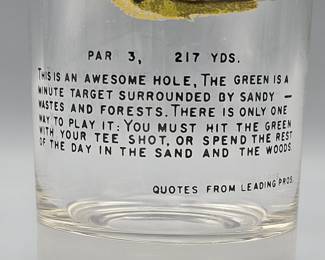 PAR 3, 217 YDS.
THIS IS AN AWESOME HOLE, THE GREEN IS A
MINUTE TARGET SURROUNDED BY SANDY —
WASTES AND FORESTS. THERE IS ONLY ONE
WAY TO PLAY IT: YOU MUST HIT THE GREEN
WITH YOUR TEE SHOT, OR SPEND THE REST
OF THE DAY IN THE SAND AND THE WOODS.
QUOTES FROM LEADING PROS.